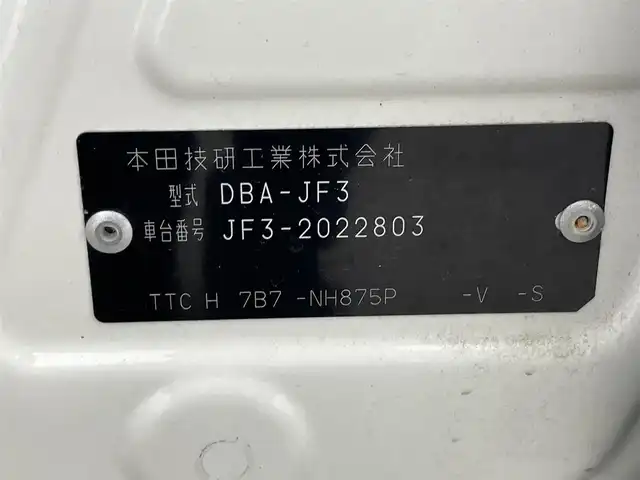 本田技研工業株式会社
型式 DBA-JF3
車台番号 JF3-2022803
TTC H 7B7 -NH875P -V -S